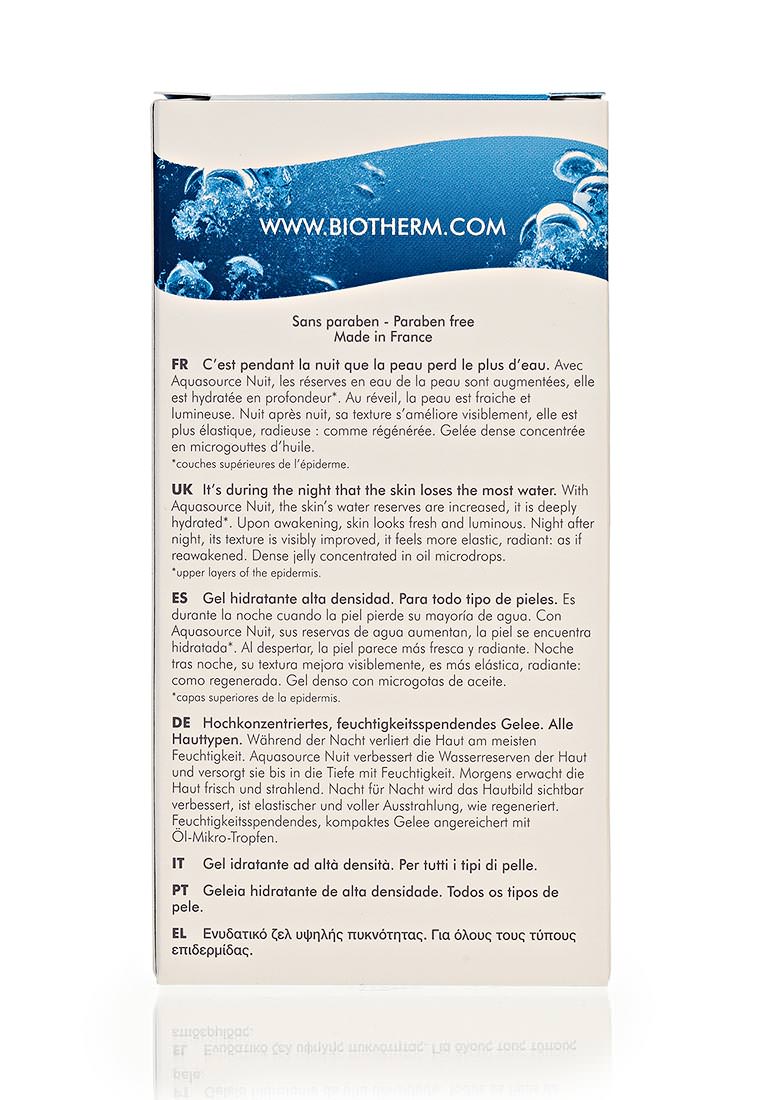 WWW.BIOTHERM.COM
Sans paraben - Paraben free
Made in France
FR C'est pendant la nuit que la peau perd le plus d'eau. Avec
Aquasource Nuit, les réserves en eau de la peau sont augmentées, elle
est hydratée en profondeur*. Au réveil, la peau est fraiche et
lumineuse. Nuit après nuit, sa texture s'améliore visiblement, elle est
plus élastique, radieuse : comme régénérée. Gelée dense concentrée
en microgouttes d'huile.
*couches supérieures de l'épiderme.
UK It's during the night that the skin loses the most water. With
Aquasource Nuit, the skin's water reserves are increased, it is deeply
hydrated*. Upon awakening, skin looks fresh and luminous. Night after
night, its texture is visibly improved, it feels more elastic, radiant: as if
reawakened. Dense jelly concentrated in oil microdrops.
*upper layers of the epidermis.
ES Gel hidratante alta densidad. Para todo tipo de pieles. Es
durante la noche cuando la piel pierde su mayoría de agua. Con
Aquasource Nuit, sus reservas de agua aumentan, la piel se encuentra
hidratada*. Al despertar, la piel parece más fresca y radiante. Noche
tras noche, su textura mejora visiblemente, es más elástica, radiante:
como regenerada. Gel denso con microgotas de aceite.
*capas superiores de la epidermis.
DE Hochkonzentriertes, feuchtigkeitsspendendes Gelee. Alle
Hauttypen. Während der Nacht verliert die Haut am meisten
Feuchtigkeit. Aquasource Nuit verbessert die Wasserreserven der Haut
und versorgt sie bis in die Tiefe mit Feuchtigkeit. Morgens erwacht die
Haut frisch und strahlend. Nacht für Nacht wird das Hautbild sichtbar
verbessert, ist elastischer und voller Ausstrahlung, wie regeneriert.
Feuchtigkeitsspendendes, kompaktes Gelee angereichert mit
Öl-Mikro-Tropfen.
IT Gel idratante ad altà densità. Per tutti i tipi di pelle.
PT Geleia hidratante de alta densidade. Todos os tipos de
pele.
EL Ενυδατικό ζελ υψηλής πυκνότητας. Για όλους τους τύπους
επιδερμίδας.